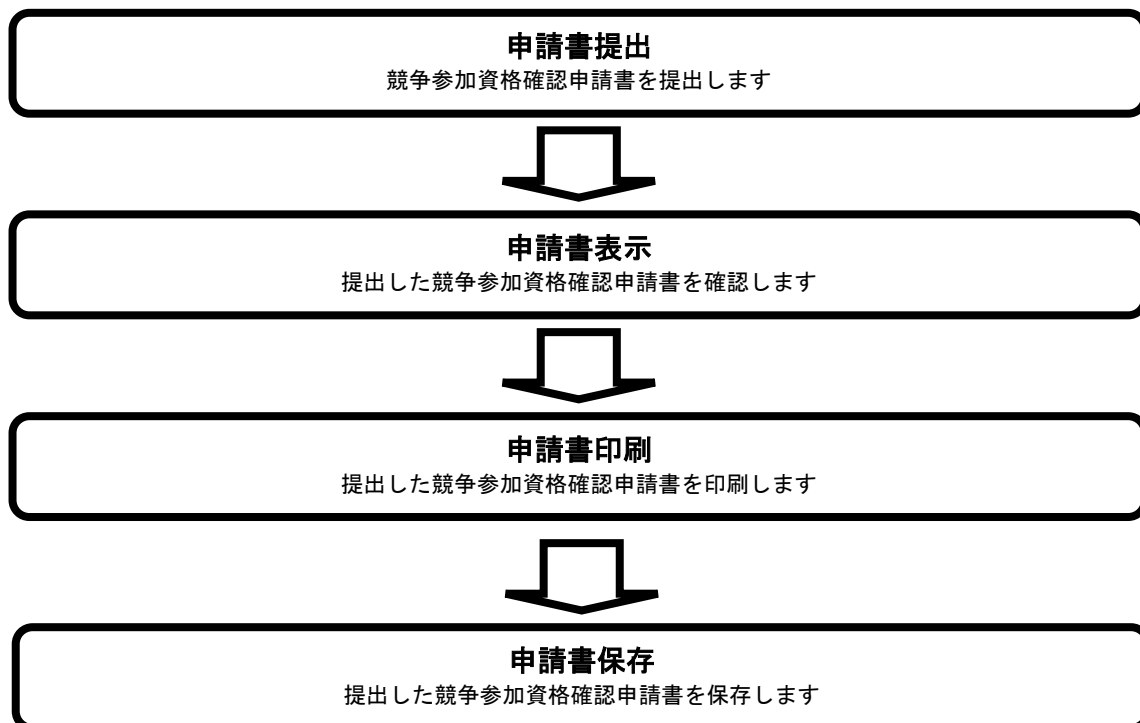 申請書提出
競争参加資格確認申請書を提出します
申請書表示
提出した競争参加資格確認申請書を確認します
申請書印刷
提出した競争参加資格確認申請書を印刷します
申請書保存
提出した競争参加資格確認申請書を保存します